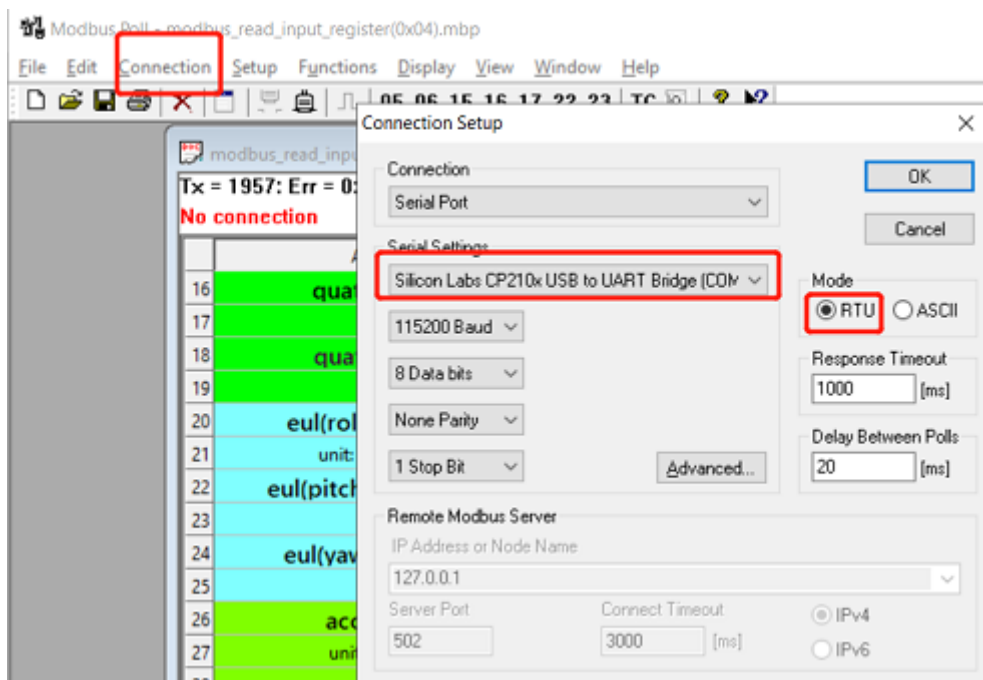 Modbus Poll - modbus_read_input_register(0x04).mbp
File Edit Connection Setup Functions Display View Window Help
05 06 15 16 17 22 23 TC
Connection Setup
modbus_read_inpu
Tx = 1957: Err = 0:
No connection
Connection
Serial Port
OK
Cancel
Serial Settings
Silicon Labs CP210x USB to UART Bridge (COM
115200 Baud
8 Data bits
None Parity
1 Stop Bit
Advanced...
Mode
RTU ASCII
Response Timeout
1000 [ms]
Delay Between Polls
20 [ms]
Remote Modbus Server
IP Address or Node Name
127.0.0.1
Server Port Connect Timeout
502 3000 [ms]
IPv4
IPv6
16 quat
17
18 quat
19
20 eul(rol
21 unit:
22 eul(pitch
23
24 eul(yaw
25
26 acc
27 unit